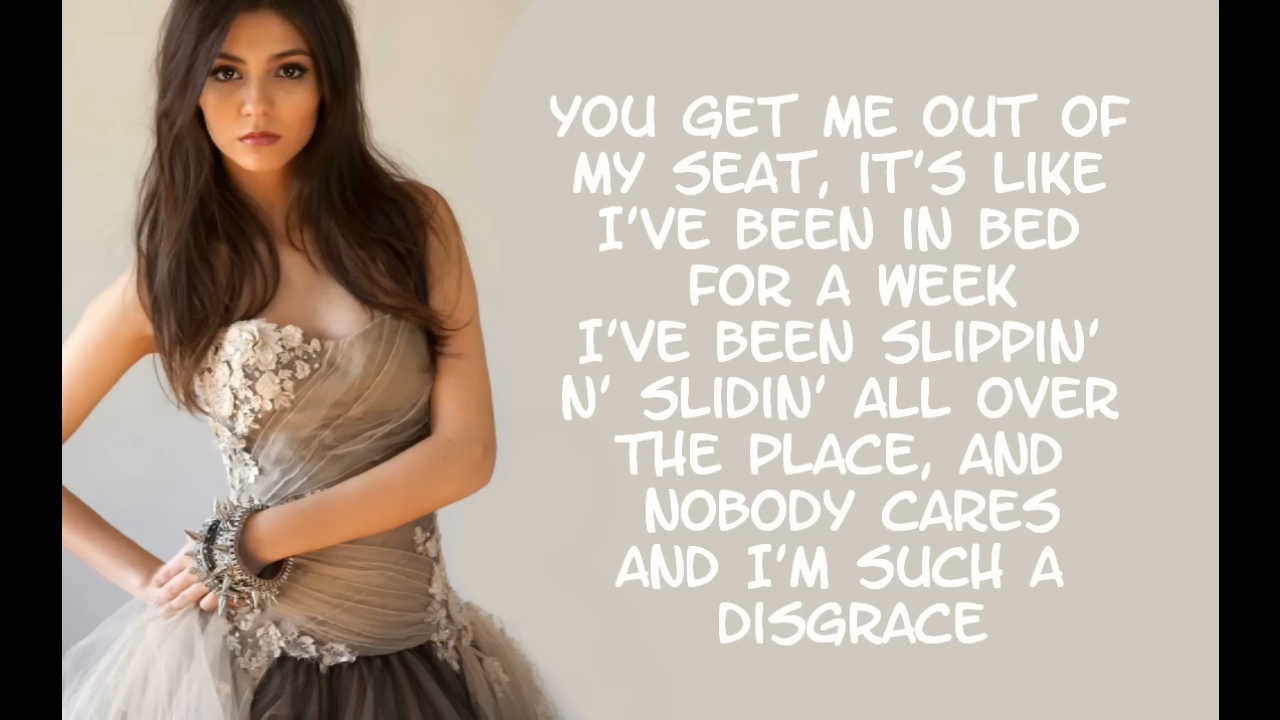 YOU GET ME OUT OF
MY SEAT, IT'S LIKE
I'VE BEEN IN BED
FOR A WEEK
I'VE BEEN SLIPPIN'
N' SLIDIN' ALL OVER
THE PLACE, AND
NOBODY CARES
AND I'M SUCH A
DISGRACE